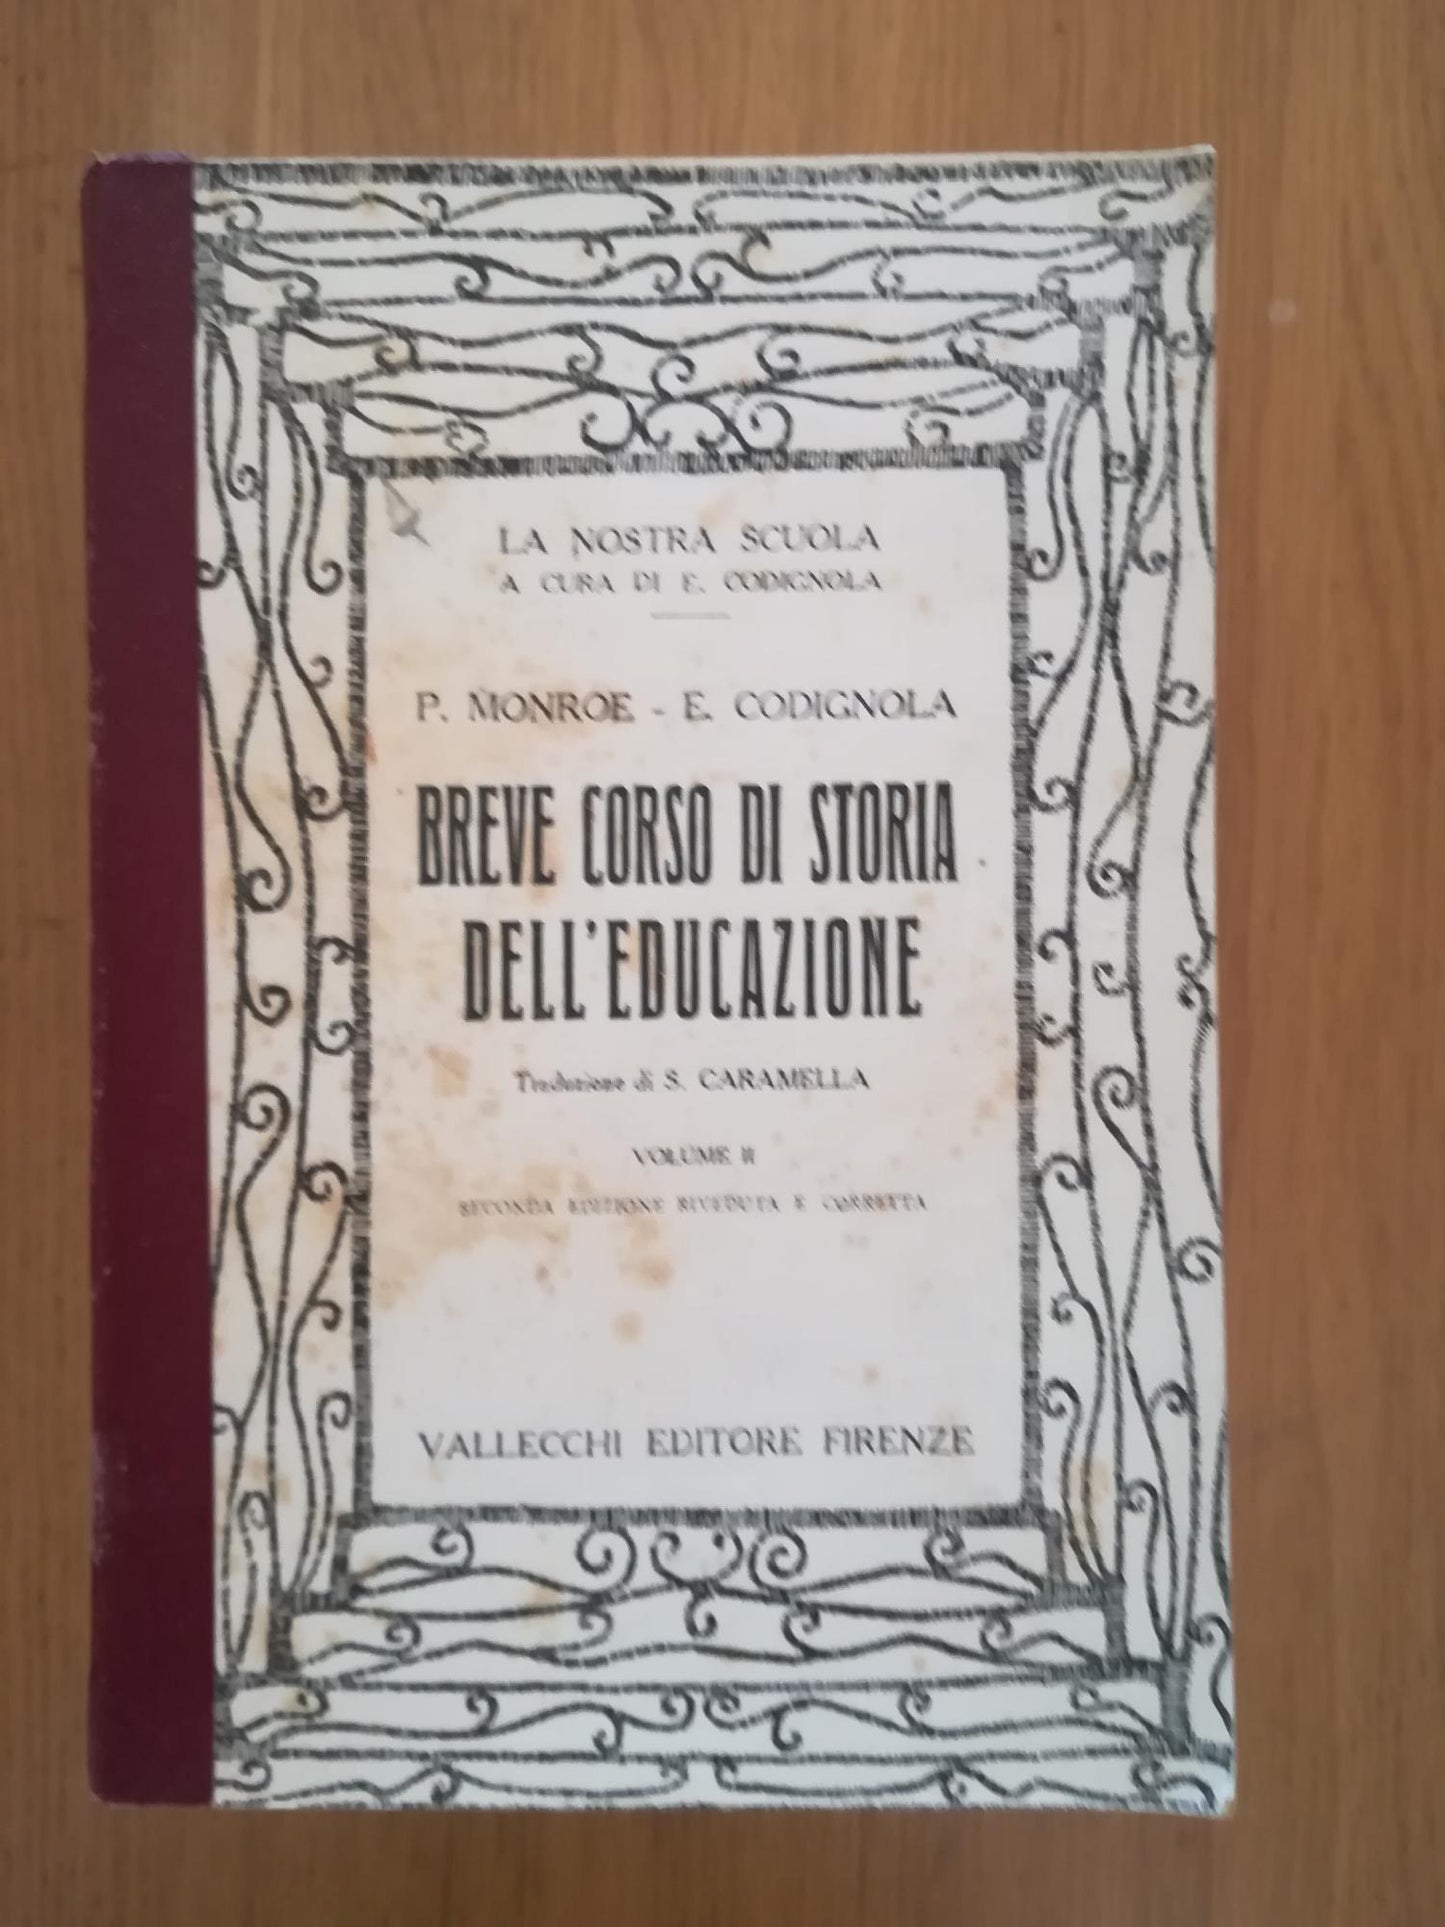 LA NOSTRA SCUOLA
A CURA DI E. CODIGNOLA
P. MONROE - E. CODIGNOLA
BREVE CORSO DI STORIA
DELL'EDUCAZIONE
Traduzione di S. CARAMELLA
VOLUME II
SECONDA EDIZIONE RIVEDUTA E CORRETTA
VALLECCHI EDITORE FIRENZE